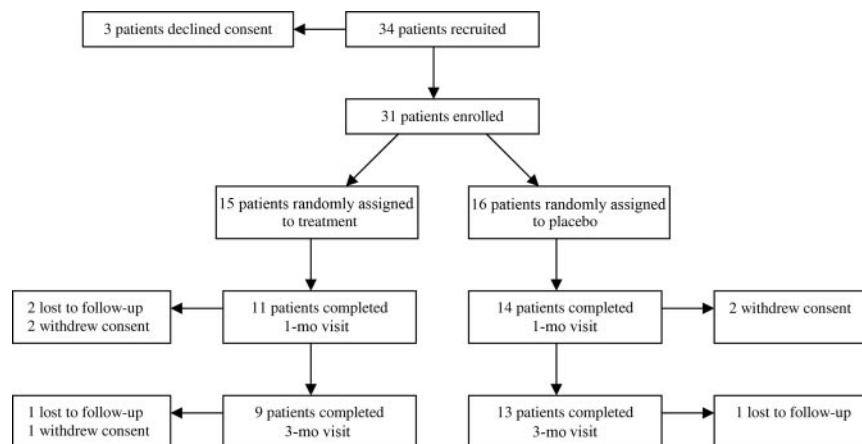 3 patients declined consent
34 patients recruited
31 patients enrolled
15 patients randomly assigned
to treatment
16 patients randomly assigned
to placebo
2 lost to follow-up
2 withdrew consent
11 patients completed
1-mo visit
14 patients completed
1-mo visit
2 withdrew consent
1 lost to follow-up
1 withdrew consent
9 patients completed
3-mo visit
13 patients completed
3-mo visit
1 lost to follow-up